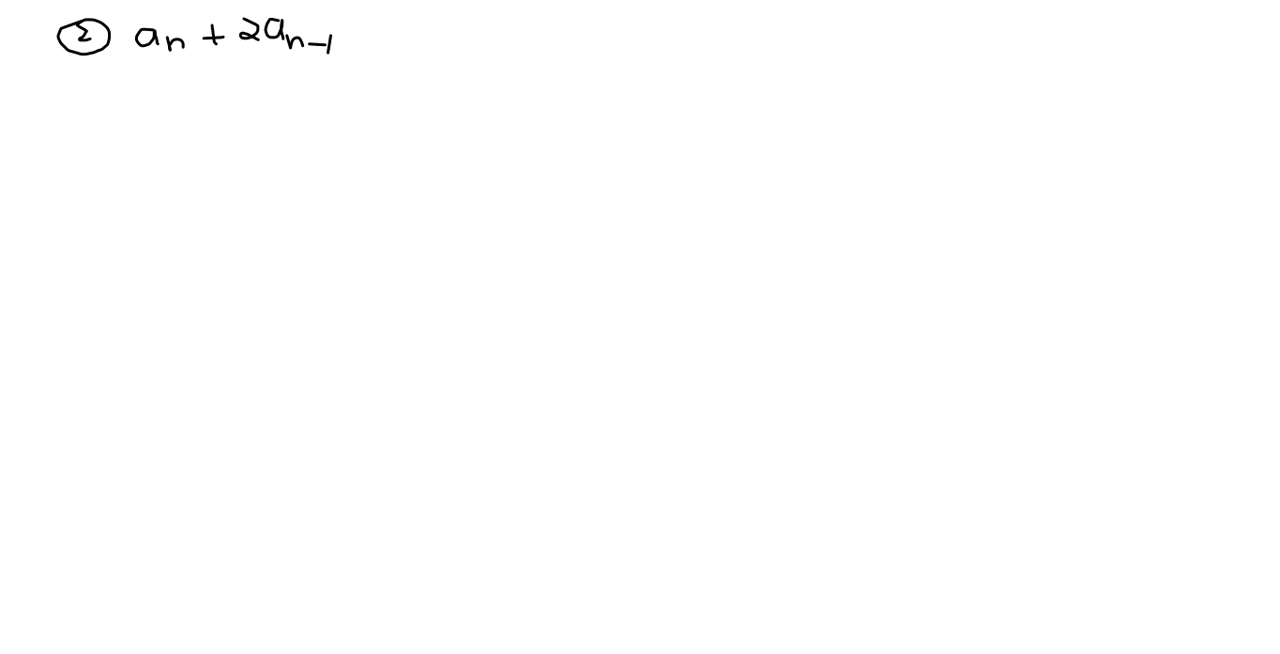 ② aₙ + 2aₙ₋₁